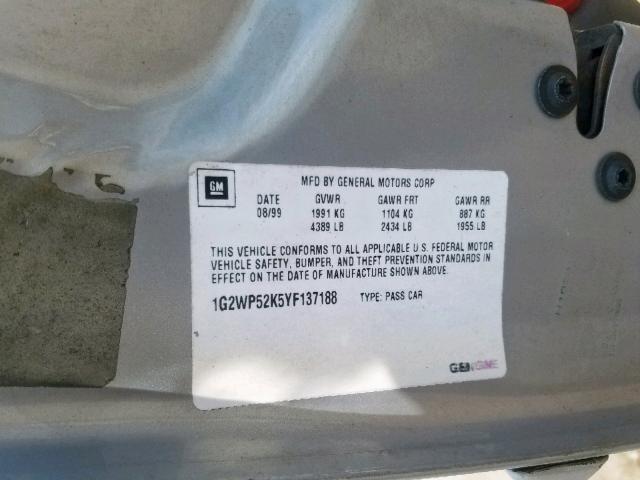 GM
MFD BY GENERAL MOTORS CORP
DATE GVWR GAWR FRT GAWR RR
08/99 1991 KG 1104 KG 887 KG
4389 LB 2434 LB 1955 LB
THIS VEHICLE CONFORMS TO ALL APPLICABLE U.S. FEDERAL MOTOR
VEHICLE SAFETY, BUMPER, AND THEFT PREVENTION STANDARDS IN
EFFECT ON THE DATE OF MANUFACTURE SHOWN ABOVE.
1G2WP52K5YF137188 TYPE: PASS CAR